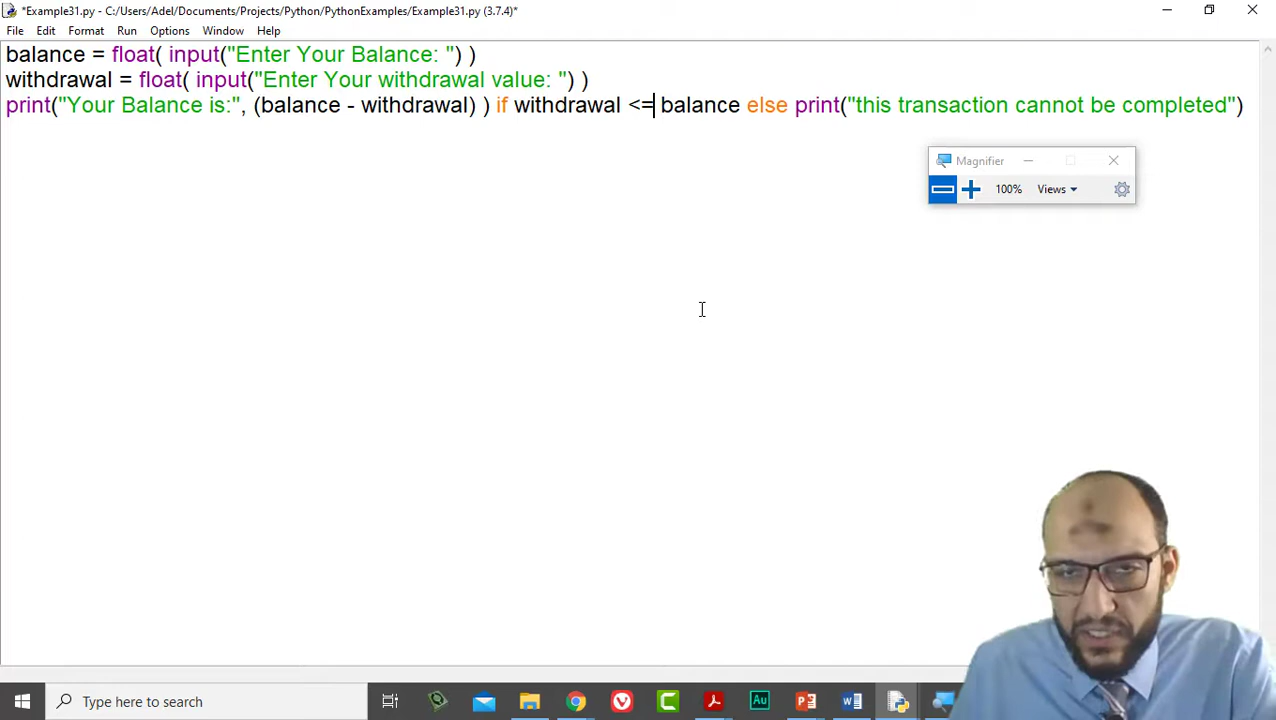 *Example31.py - C:/Users/Adel/Documents/Projects/Python/PythonExamples/Example31.py (3.7.4)*
File Edit Format Run Options Window Help
balance = float( input("Enter Your Balance: ") )
withdrawal = float( input("Enter Your withdrawal value: ") )
print("Your Balance is:", (balance - withdrawal) ) if withdrawal <= balance else print("this transaction cannot be completed")
Magnifier
100% Views
Type here to search
Au